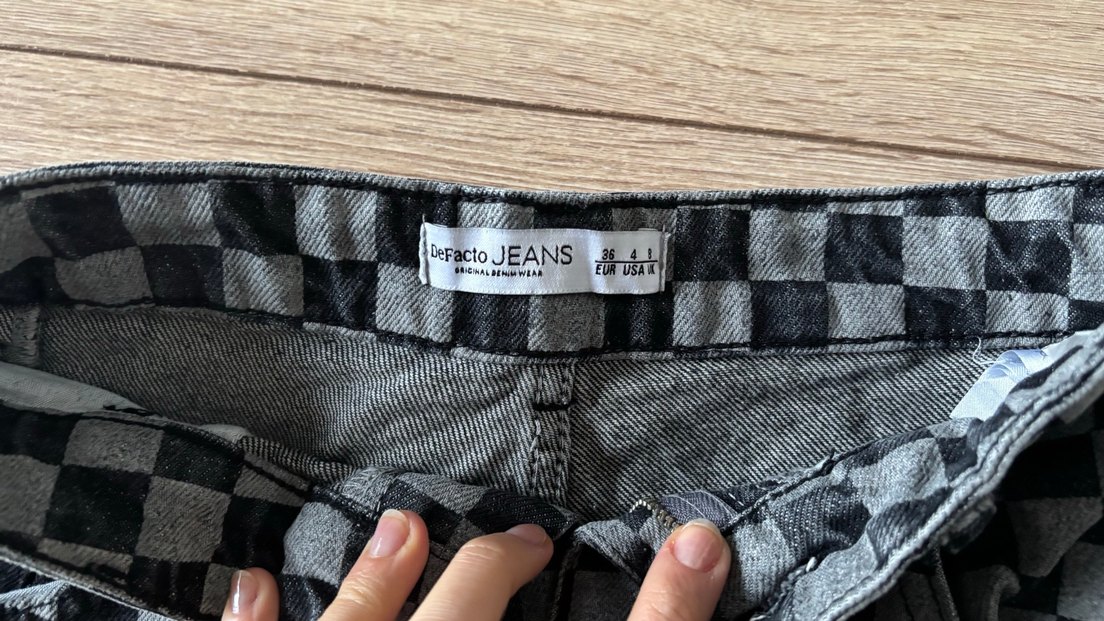 DeFacto JEANS
ORIGINAL DENIM WEAR
36 4 8
EUR USA UK